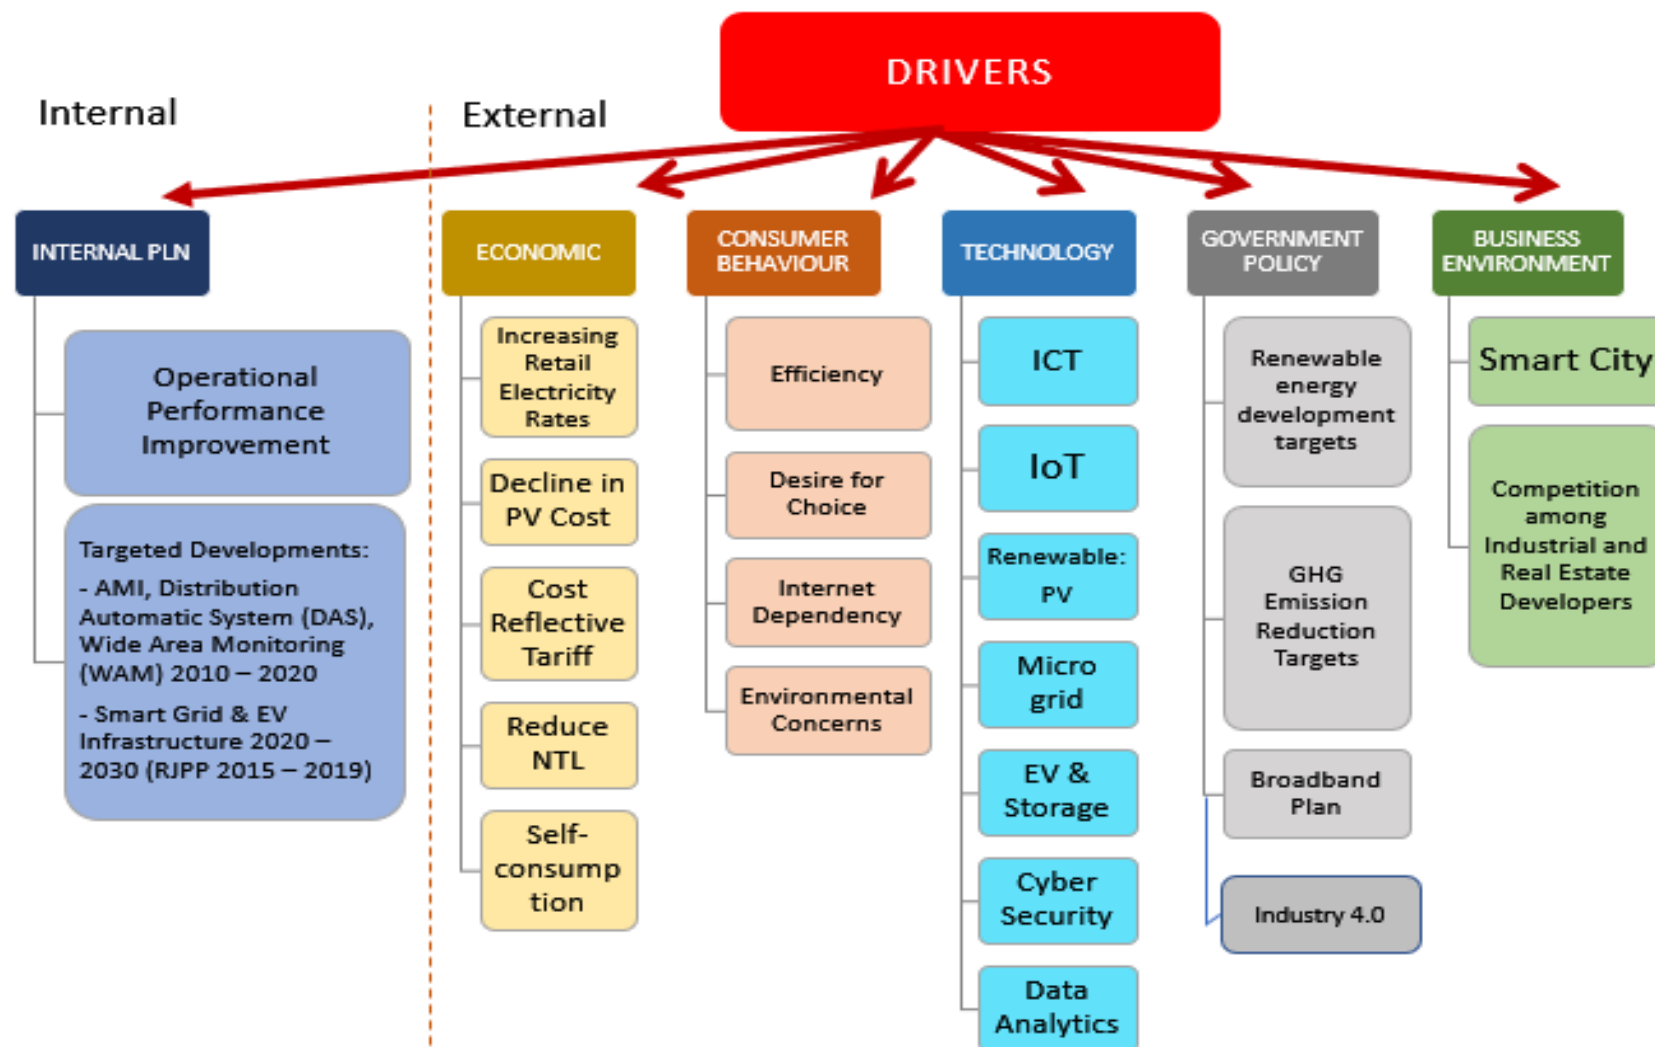 DRIVERS
Internal
External
INTERNAL PLN
Operational
Performance
Improvement
Targeted Developments:
- AMI, Distribution
Automatic System (DAS),
Wide Area Monitoring
(WAM) 2010 – 2020
- Smart Grid & EV
Infrastructure 2020 –
2030 (RJPP 2015 – 2019)
ECONOMIC
Increasing
Retail
Electricity
Rates
Decline in
PV Cost
Cost
Reflective
Tariff
Reduce
NTL
Self-
consump
tion
CONSUMER
BEHAVIOUR
Efficiency
Desire for
Choice
Internet
Dependency
Environmental
Concerns
TECHNOLOGY
ICT
IoT
Renewable:
PV
Micro
grid
EV &
Storage
Cyber
Security
Data
Analytics
GOVERNMENT
POLICY
Renewable
energy
development
targets
GHG
Emission
Reduction
Targets
Broadband
Plan
Industry 4.0
BUSINESS
ENVIRONMENT
Smart City
Competition
among
Industrial and
Real Estate
Developers